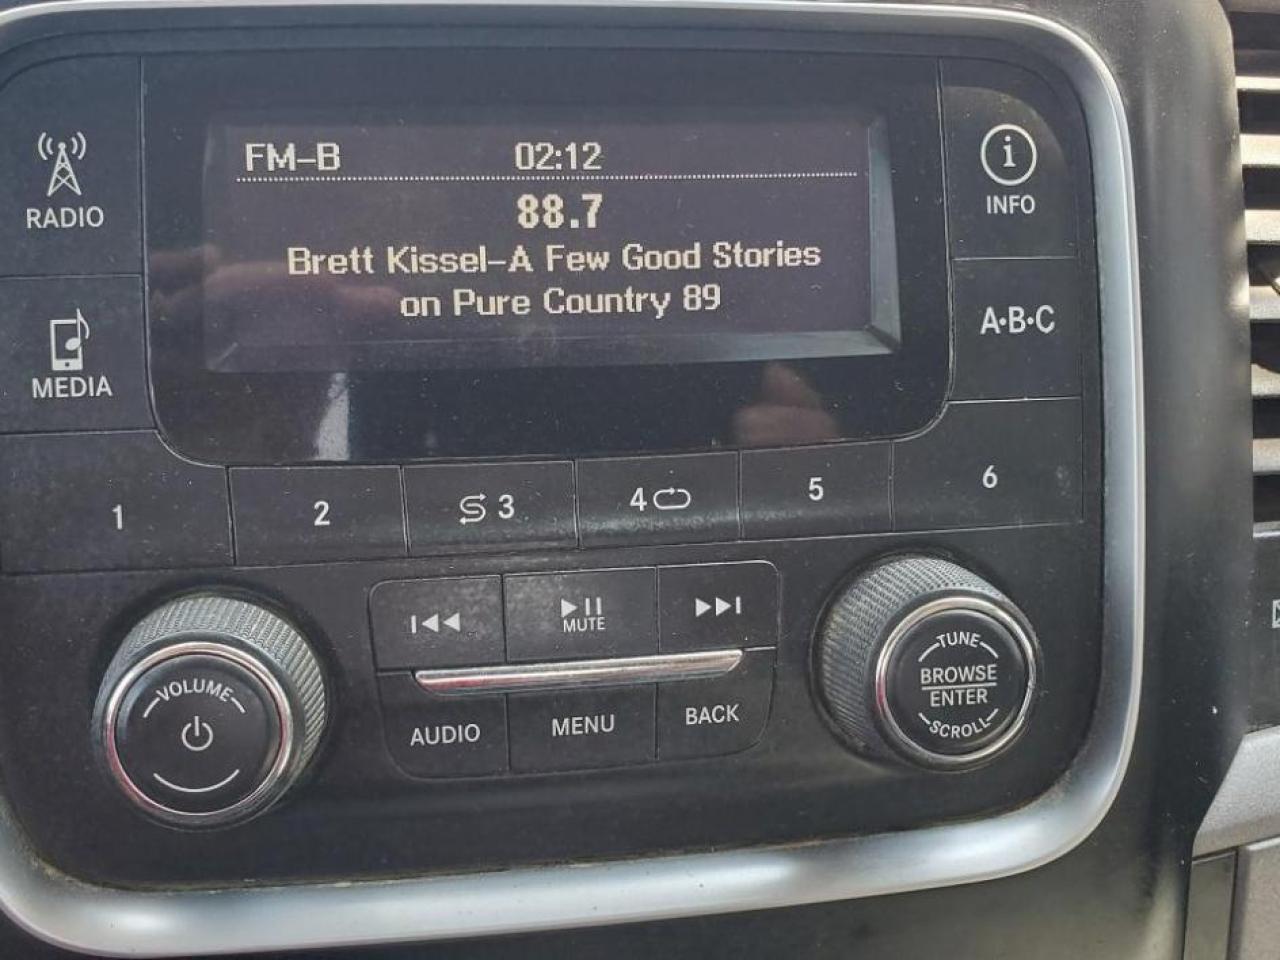 FM-B 02:12
88.7
Brett Kissel-A Few Good Stories
on Pure Country 89
RADIO
MEDIA
INFO
A•B•C
1 2 3 4 5 6
MUTE
AUDIO MENU BACK
VOLUME
TUNE
BROWSE
ENTER
SCROLL